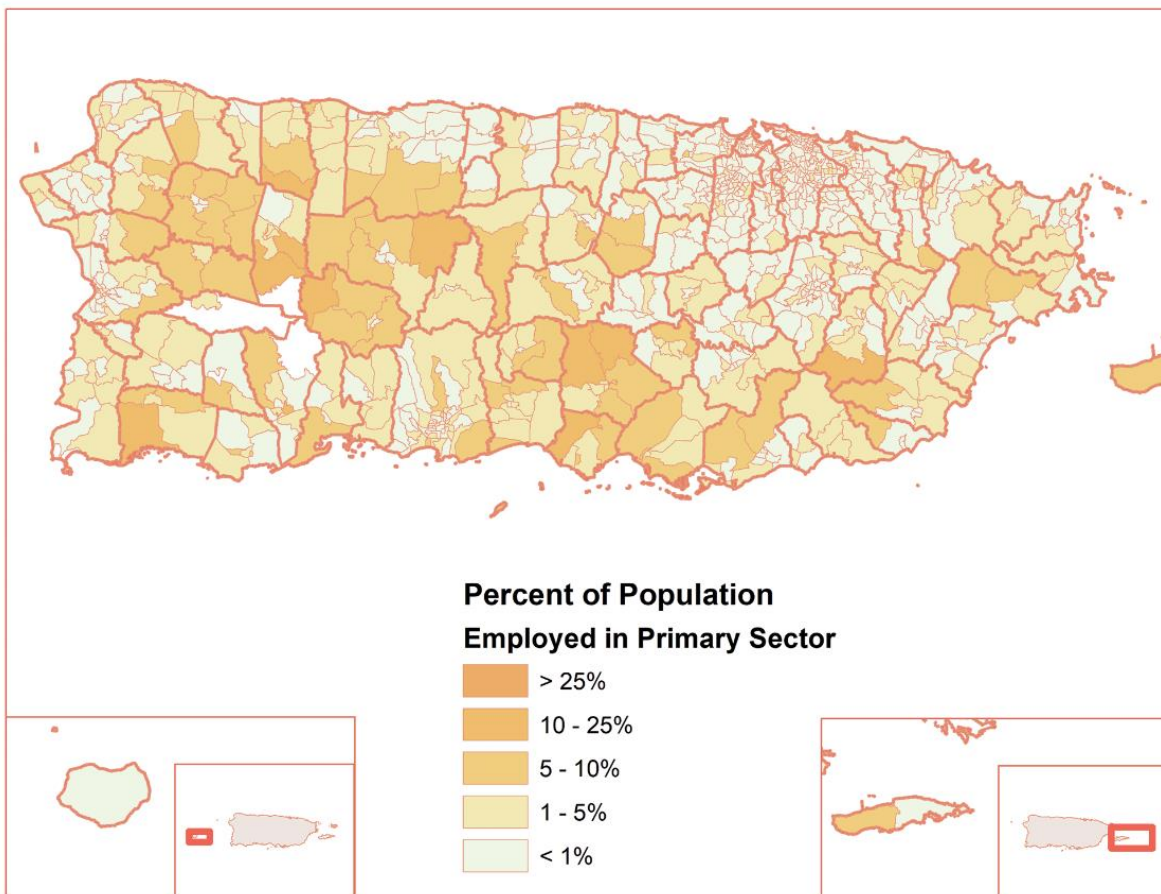 Percent of Population
Employed in Primary Sector
> 25%
10 - 25%
5 - 10%
1 - 5%
< 1%